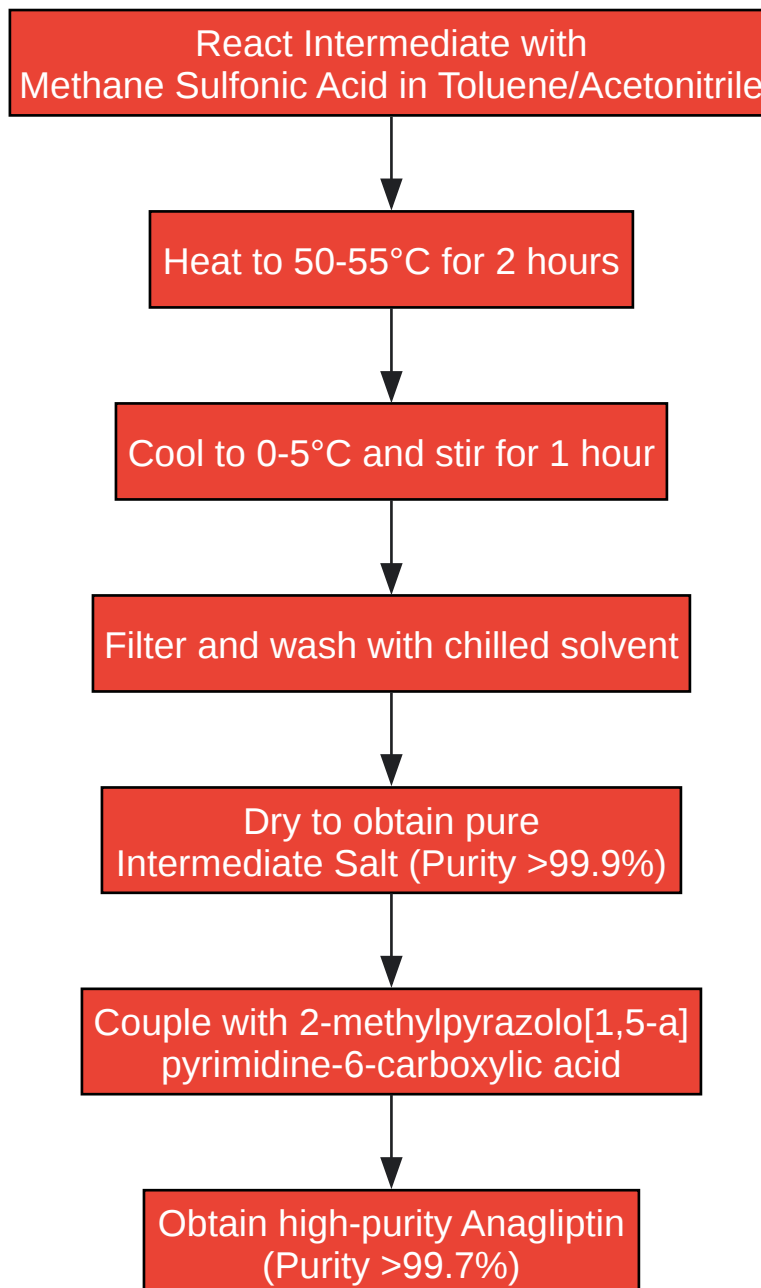 React Intermediate with
Methane Sulfonic Acid in Toluene/Acetonitrile
Heat to 50-55°C for 2 hours
Cool to 0-5°C and stir for 1 hour
Filter and wash with chilled solvent
Dry to obtain pure
Intermediate Salt (Purity >99.9%)
Couple with 2-methylpyrazolo[1,5-a]
pyrimidine-6-carboxylic acid
Obtain high-purity Anagliptin
(Purity >99.7%)